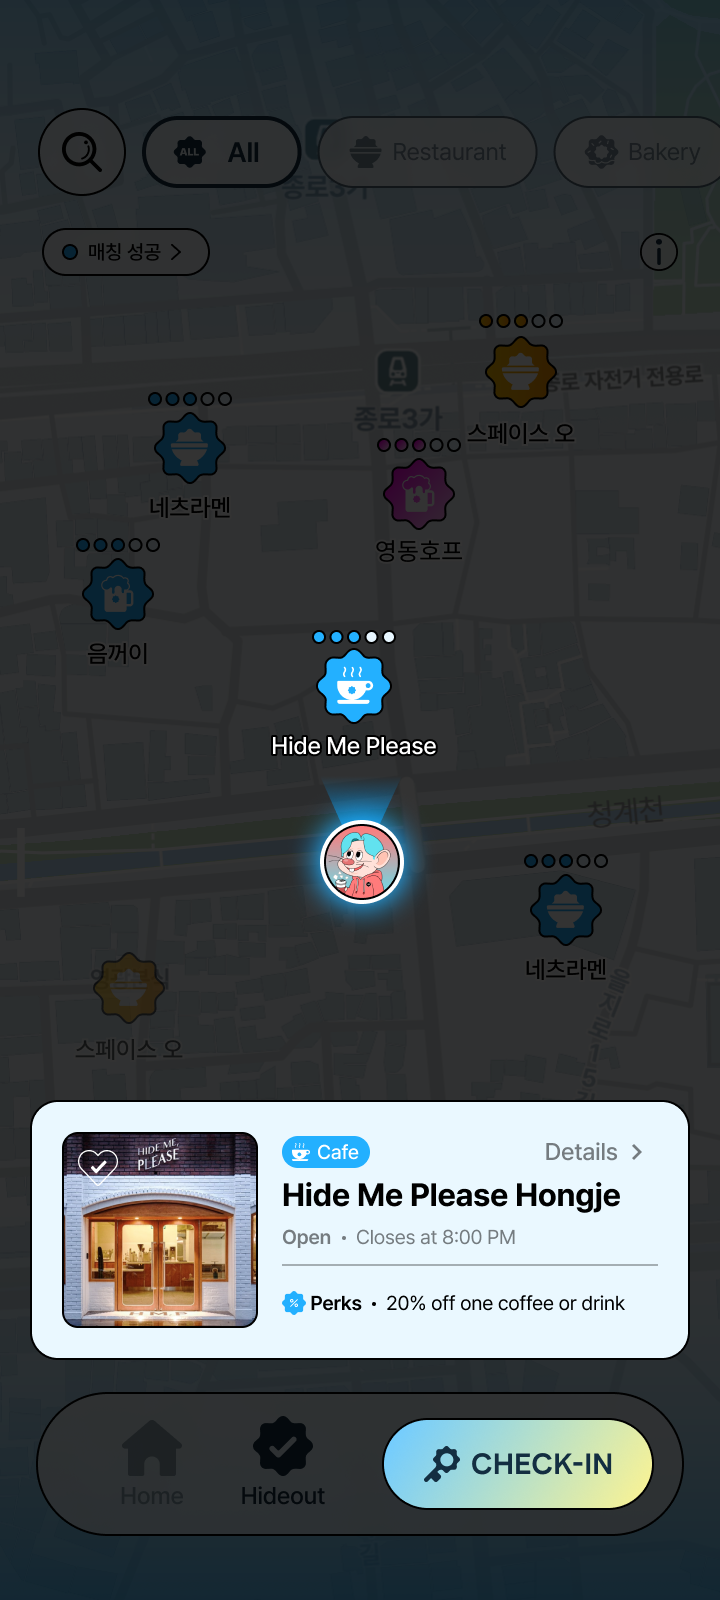 ALL
All
Restaurant
Bakery
종로3가
매칭 성공
종로 자전거 전용로
종로3가
스페이스 오
네츠라멘
영동호프
음꺼이
Hide Me Please
청계천
네츠라멘
스페이스 오
을지로15
HIDE ME,
PLEASE
HMP
Cafe
Details
Hide Me Please Hongje
Open • Closes at 8:00 PM
% Perks • 20% off one coffee or drink
Home
Hideout
CHECK-IN
길